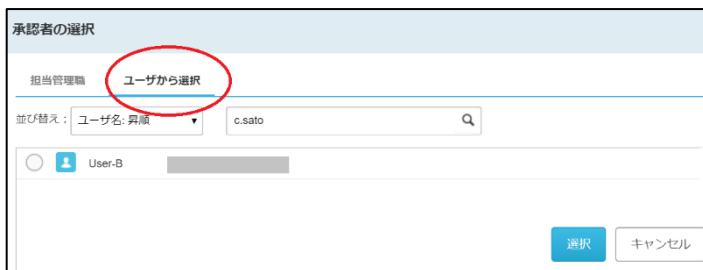 承認者の選択
担当管理職 ユーザから選択
並び替え： ユーザ名: 昇順 c.sato
User-B
選択 キャンセル